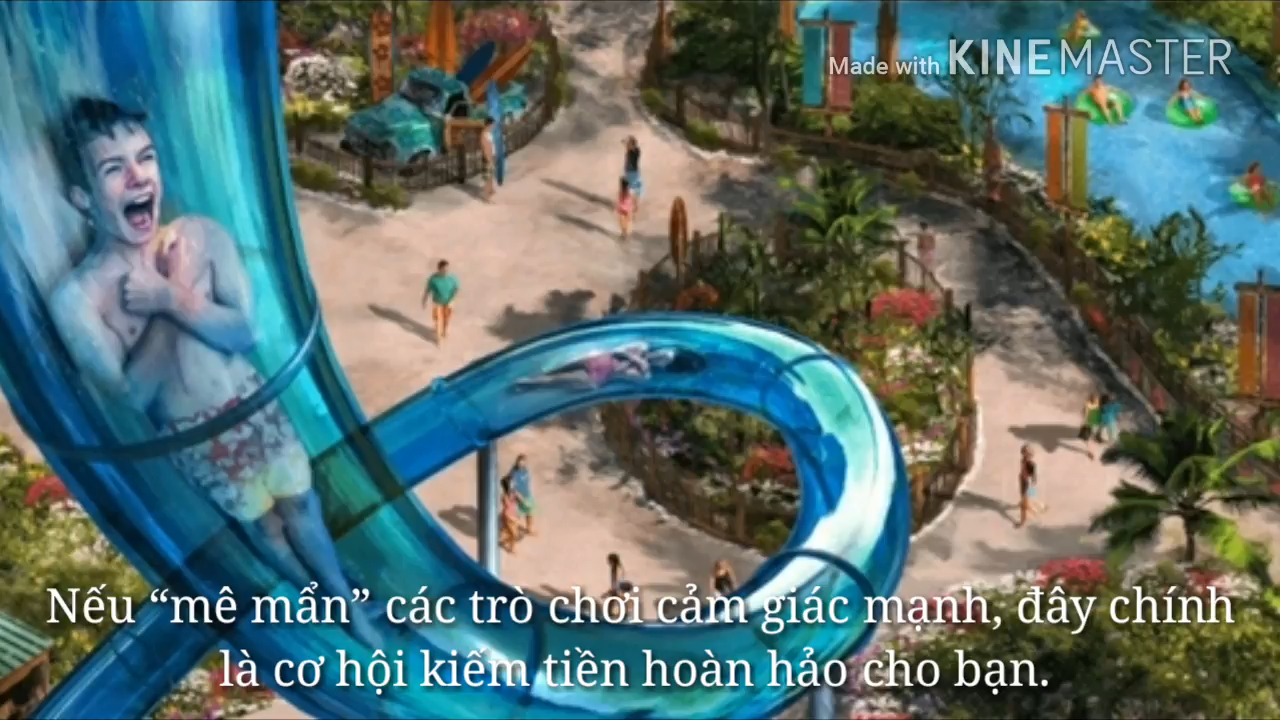 Made with KINEMASTER
Nếu “mê mẩn” các trò chơi cảm giác mạnh, đây chính
là cơ hội kiếm tiền hoàn hảo cho bạn.